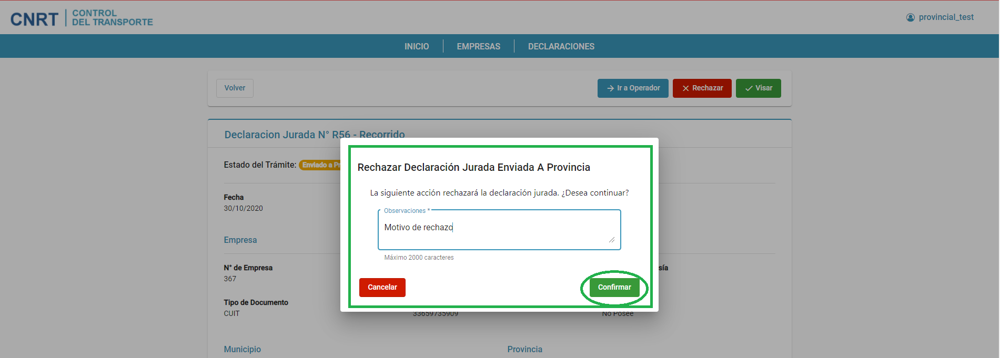 CNRT CONTROL
DEL TRANSPORTE
provincial_test
INICIO EMPRESAS DECLARACIONES
Volver Ir a Operador Rechazar Visar
Declaracion Jurada N° R56 - Recorrido
Estado del Trámite: Enviado a
Rechazar Declaración Jurada Enviada A Provincia
La siguiente acción rechazará la declaración jurada. ¿Desea continuar?
Observaciones *
Motivo de rechazo
Máximo 2000 caracteres
Cancelar Confirmar
Fecha
30/10/2020
Empresa
N° de Empresa
367
Tipo de Documento
CUIT 33659735909 No Posee
Municipio Provincia